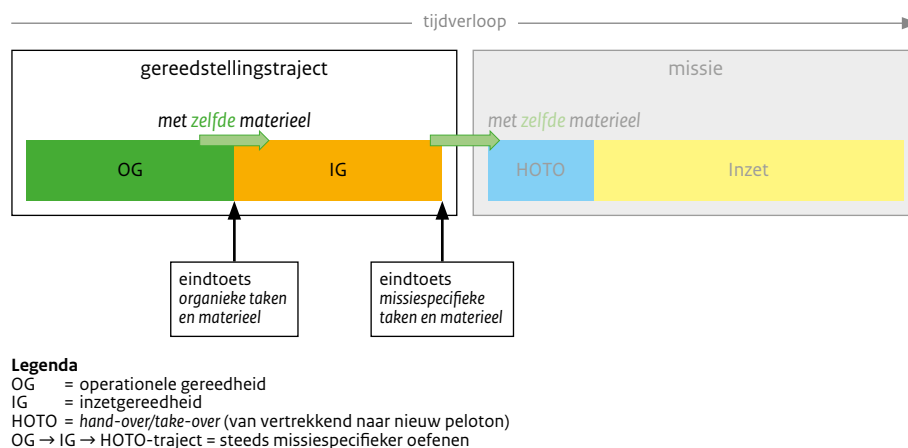 tijdverloop
gereedstellingstraject
missie
met zelfde materieel
met zelfde materieel
OG
IG
HOTO
Inzet
eindtoets
organieke taken
en materieel
eindtoets
missiespecifieke
taken en materieel
Legenda
OG = operationele gereedheid
IG = inzetgereedheid
HOTO = hand-over/take-over (van vertrekkend naar nieuw peloton)
OG → IG → HOTO-traject = steeds missiespecifieker oefenen